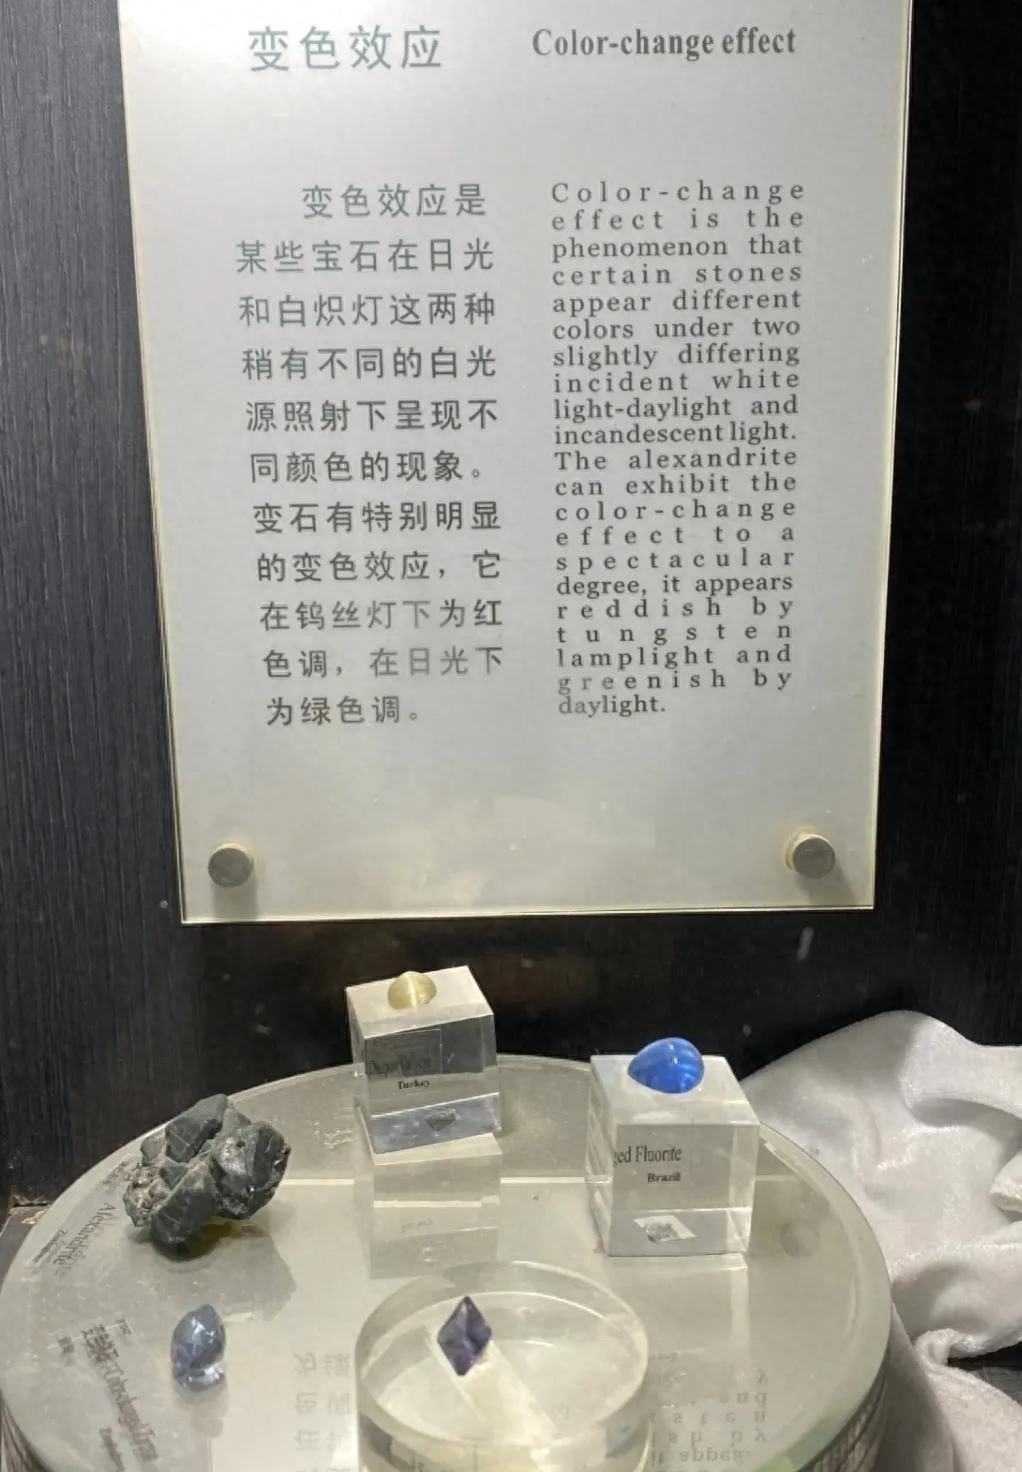 变色效应
Color-change effect
变色效应是
某些宝石在日光
和白炽灯这两种
稍有不同的白光
源照射下呈现不
同颜色的现象。
变石有特别明显
的变色效应，它
在钨丝灯下为红
色调，在日光下
为绿色调。
Color-change
effect is the
phenomenon that
certain stones
appear different
colors under two
slightly differing
incident white
light-daylight and
incandescent light.
The alexandrite
can exhibit the
color-change
effect to a
spectacular
degree, it appears
reddish by
tungsten
lamplight and
greenish by
daylight.
Turkey
ged Fluorite
Brazil
Alexandrite